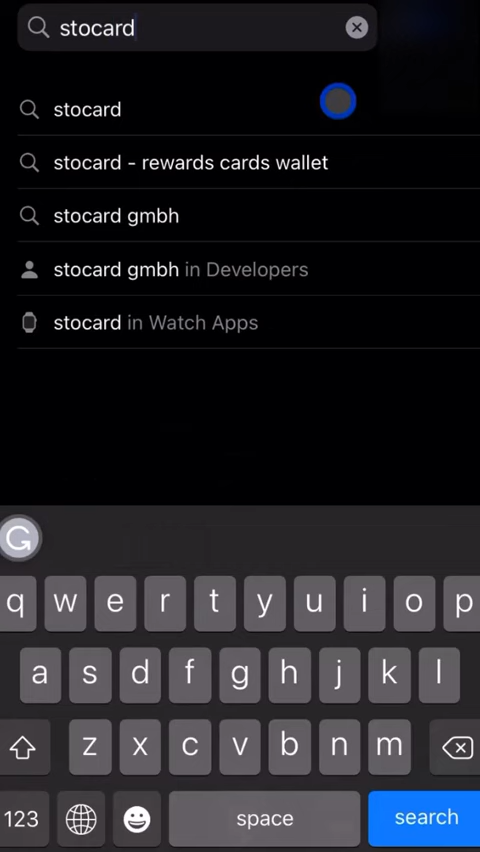 stocard
stocard
stocard - rewards cards wallet
stocard gmbh
stocard gmbh in Developers
stocard in Watch Apps
G
q w e r t y u i o p
a s d f g h j k l
z x c v b n m
123 space search